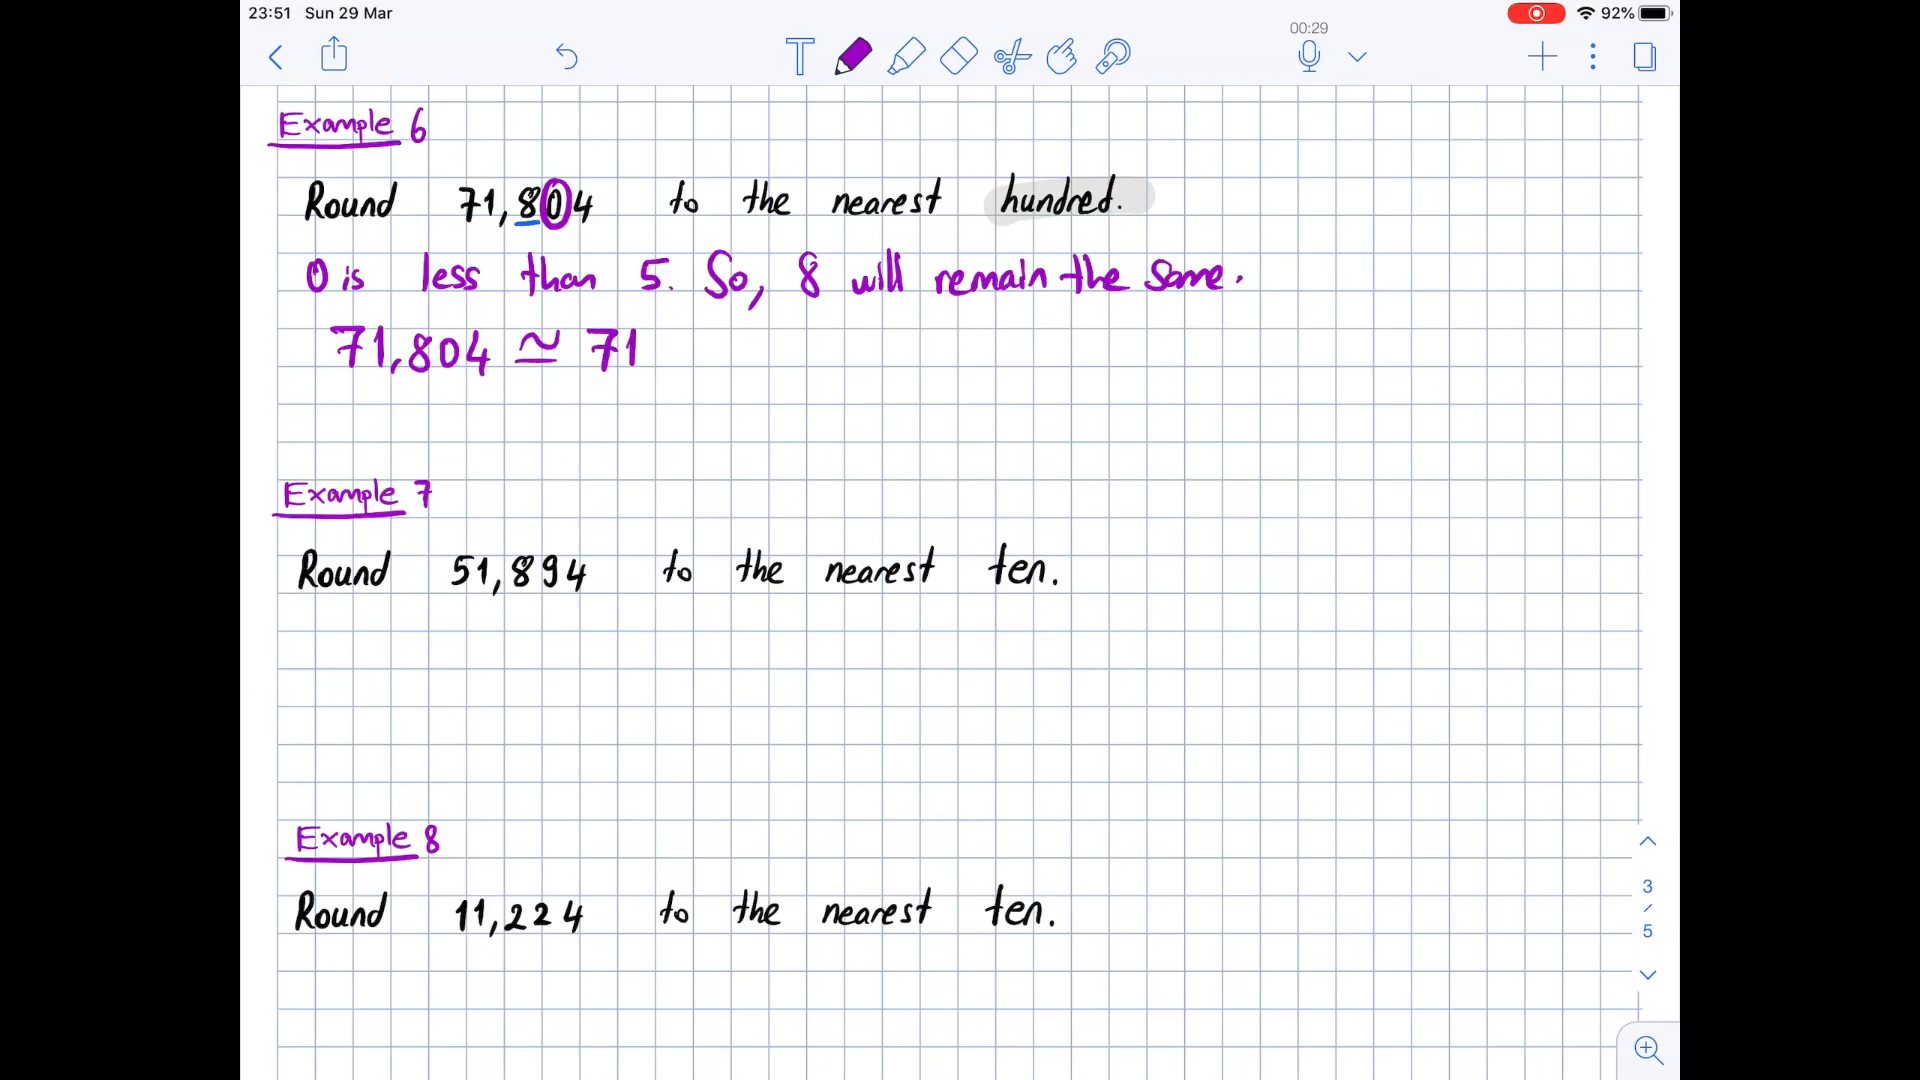 23:51 Sun 29 Mar
92%
00:29
T
Example 6
Round 71,804 to the nearest hundred.
0 is less than 5. So, 8 will remain the same.
71,804 ≃ 71
Example 7
Round 51,894 to the nearest ten.
Example 8
Round 11,224 to the nearest ten.
3
/
5